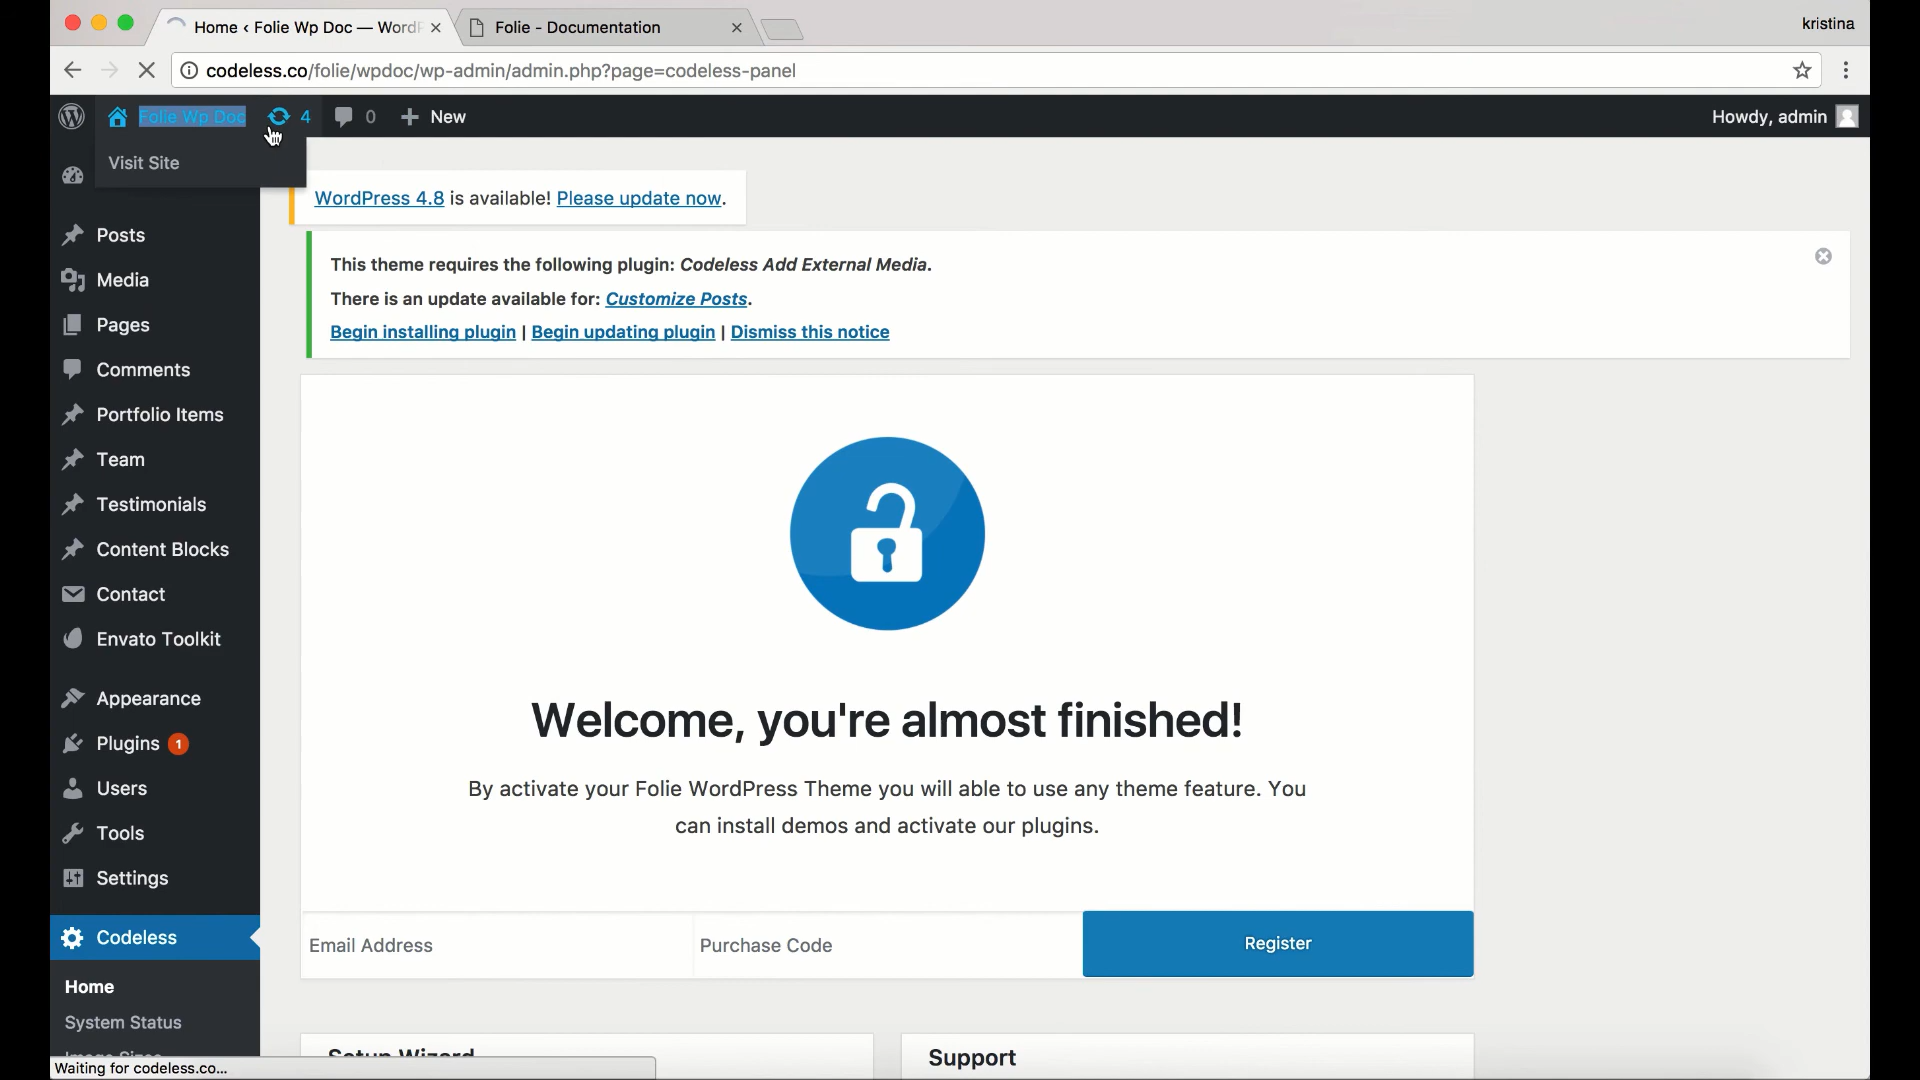 Home ‹ Folie Wp Doc — WordP
Folie - Documentation
kristina
codeless.co/folie/wpdoc/wp-admin/admin.php?page=codeless-panel
Folie Wp Doc
4
0
New
Howdy, admin
Visit Site
WordPress 4.8 is available! Please update now.
This theme requires the following plugin: Codeless Add External Media.
There is an update available for: Customize Posts.
Begin installing plugin | Begin updating plugin | Dismiss this notice
Posts
Media
Pages
Comments
Portfolio Items
Team
Testimonials
Content Blocks
Contact
Envato Toolkit
Appearance
Plugins 1
Users
Tools
Settings
Codeless
Home
System Status
Image Sizes
Welcome, you're almost finished!
By activate your Folie WordPress Theme you will able to use any theme feature. You
can install demos and activate our plugins.
Email Address
Purchase Code
Register
Setup Wizard
Support
Waiting for codeless.co...